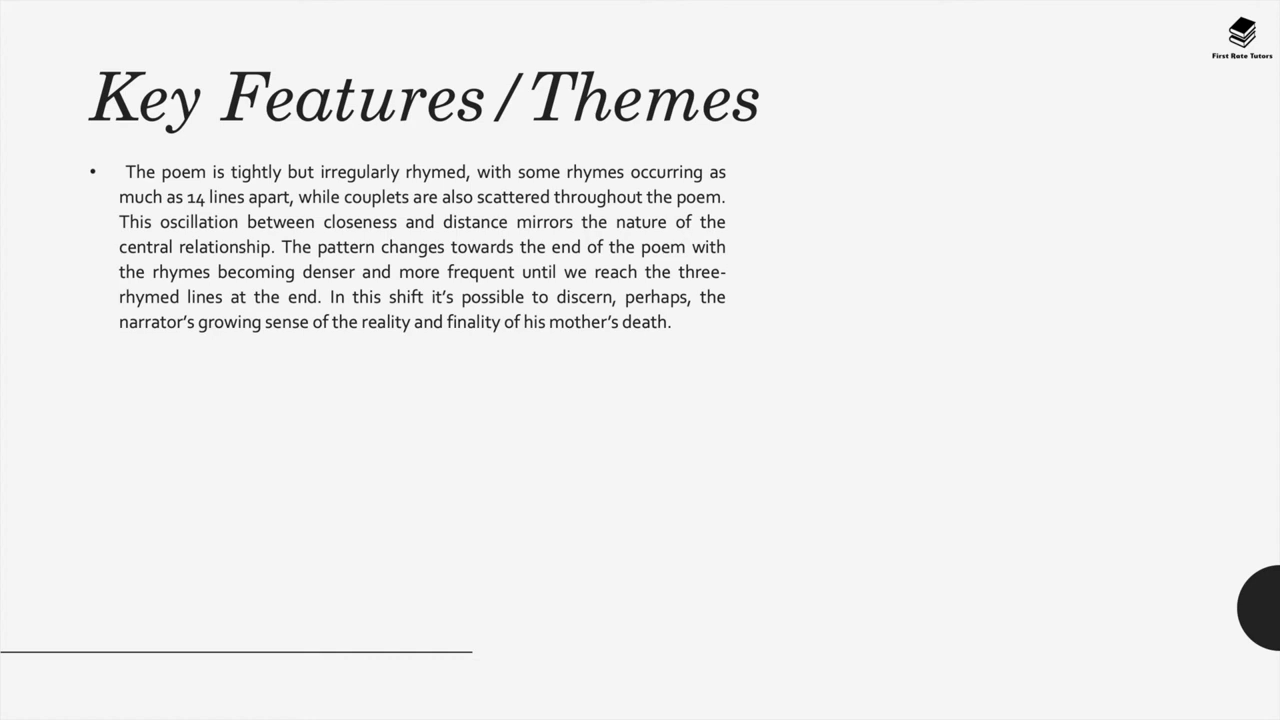 First Rate Tutors
Key Features/Themes
• The poem is tightly but irregularly rhymed, with some rhymes occurring as
much as 14 lines apart, while couplets are also scattered throughout the poem.
This oscillation between closeness and distance mirrors the nature of the
central relationship. The pattern changes towards the end of the poem with
the rhymes becoming denser and more frequent until we reach the three-
rhymed lines at the end. In this shift it’s possible to discern, perhaps, the
narrator’s growing sense of the reality and finality of his mother’s death.